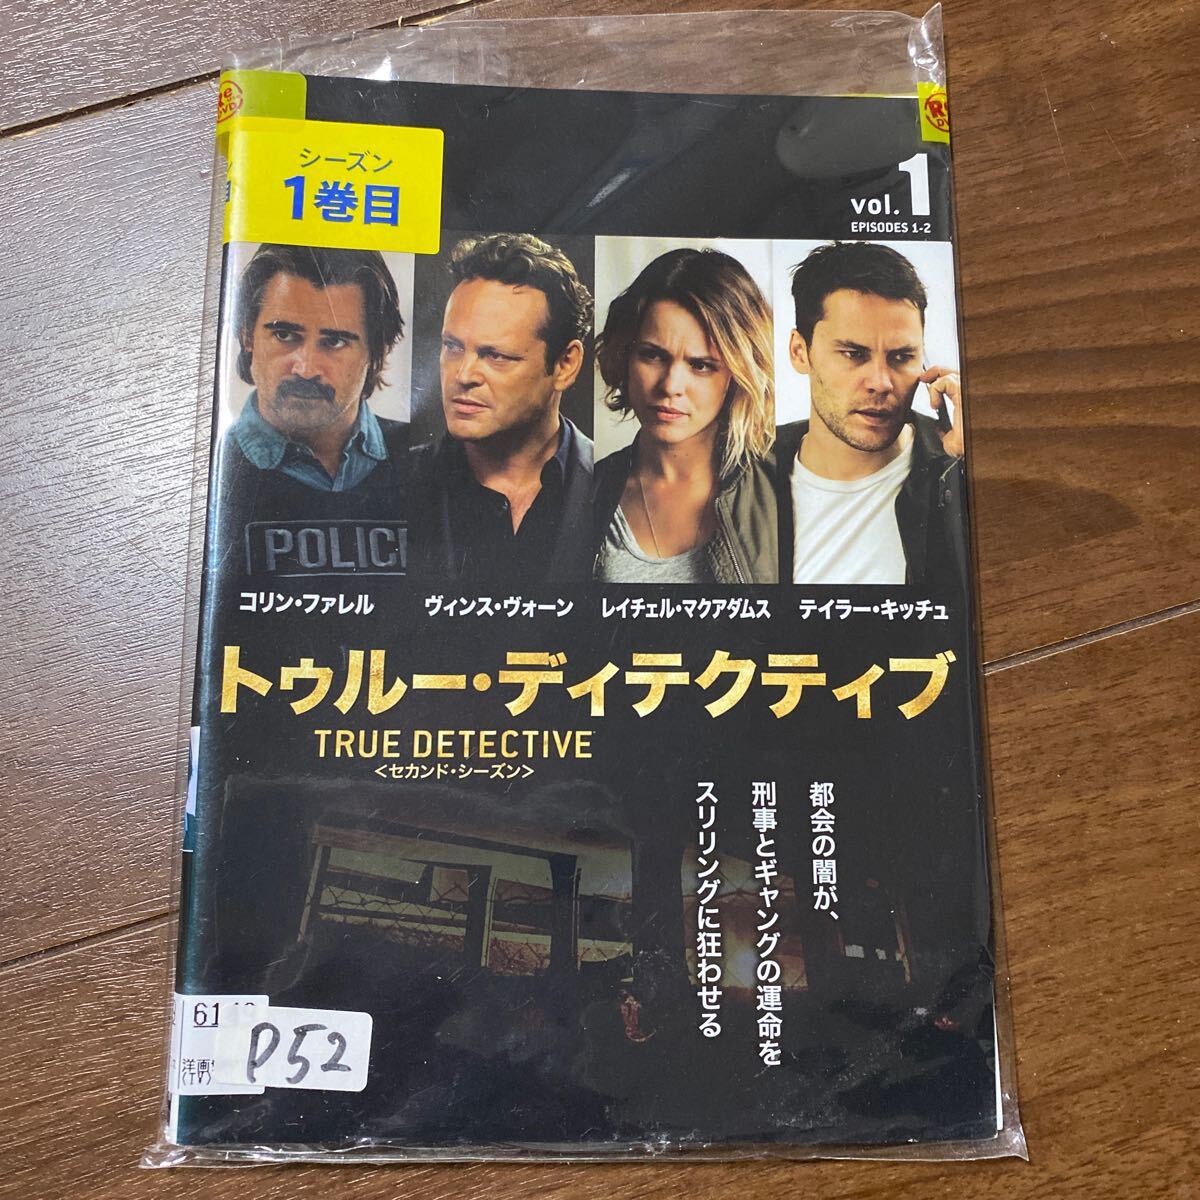 Re
DVD
シーズン
1巻目
vol.1
EPISODES 1-2
POLIC
コリン・ファレル
ヴィンス・ヴォーン
レイチェル・マクアダムス
テイラー・キッチュ
トゥルー・ディテクティブ
TRUE DETECTIVE
<セカンド・シーズン>
都会の闇が、
刑事とギャングの運命を
スリリングに狂わせる
P52
洋画